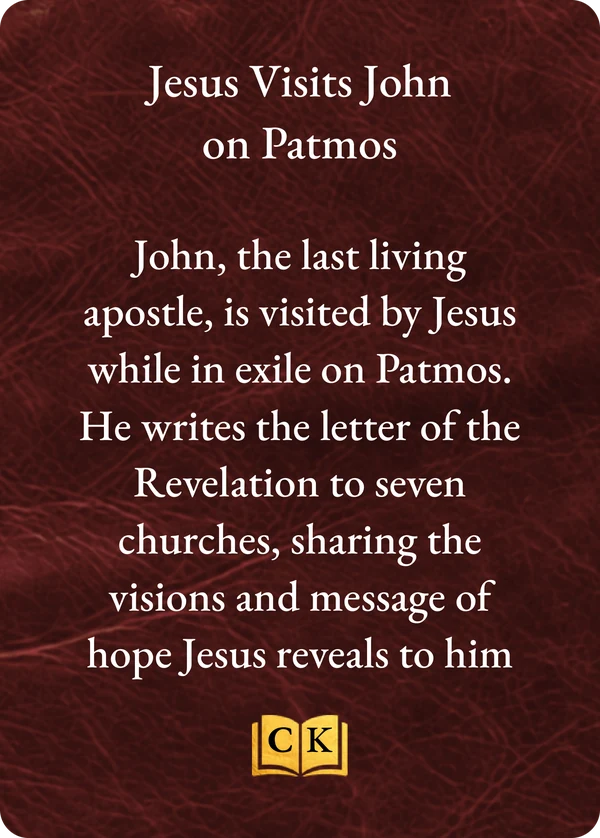 Jesus Visits John
on Patmos
John, the last living
apostle, is visited by Jesus
while in exile on Patmos.
He writes the letter of the
Revelation to seven
churches, sharing the
visions and message of
hope Jesus reveals to him
C K